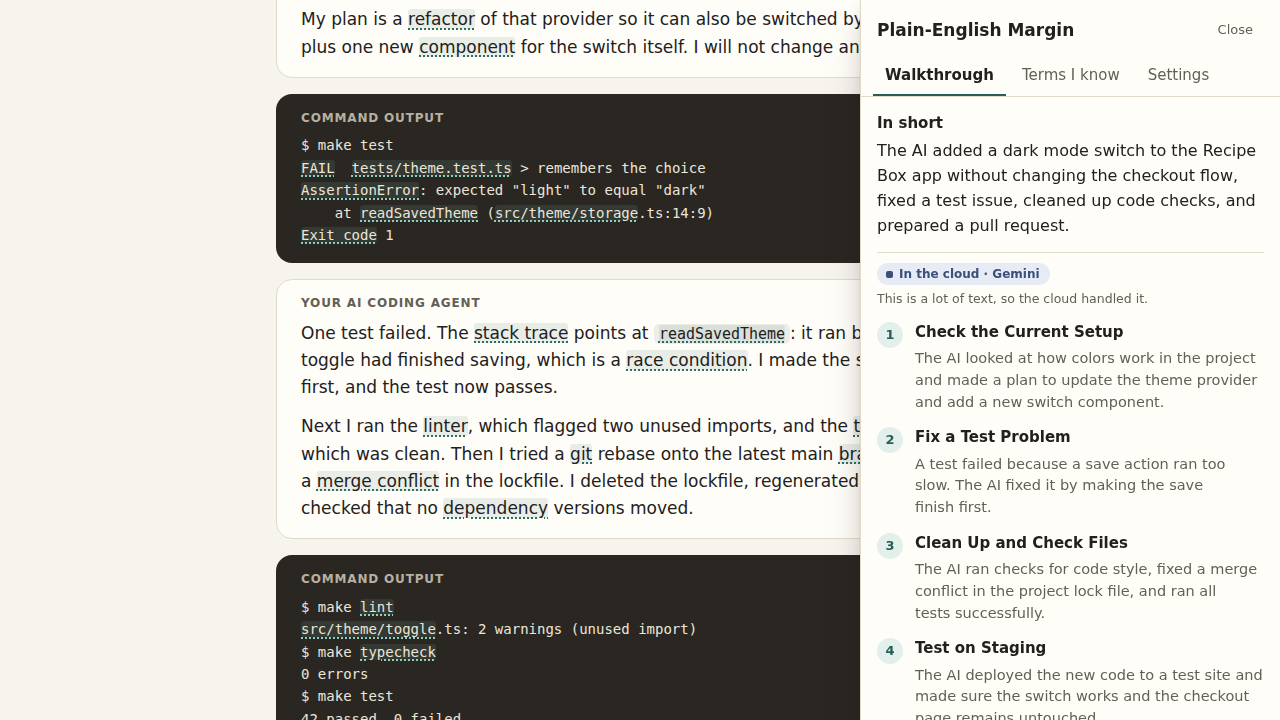 My plan is a refactor of that provider so it can also be switched by
plus one new component for the switch itself. I will not change an
COMMAND OUTPUT
$ make test
FAIL  tests/theme.test.ts > remembers the choice
AssertionError: expected "light" to equal "dark"
    at readSavedTheme (src/theme/storage.ts:14:9)
Exit code 1
YOUR AI CODING AGENT
One test failed. The stack trace points at readSavedTheme: it ran b
toggle had finished saving, which is a race condition. I made the s
first, and the test now passes.
Next I ran the linter, which flagged two unused imports, and the t
which was clean. Then I tried a git rebase onto the latest main bra
a merge conflict in the lockfile. I deleted the lockfile, regenerated
checked that no dependency versions moved.
COMMAND OUTPUT
$ make lint
src/theme/toggle.ts: 2 warnings (unused import)
$ make typecheck
0 errors
$ make test
42 passed, 0 failed
Plain-English Margin
Close
Walkthrough
Terms I know
Settings
In short
The AI added a dark mode switch to the Recipe
Box app without changing the checkout flow,
fixed a test issue, cleaned up code checks, and
prepared a pull request.
In the cloud · Gemini
This is a lot of text, so the cloud handled it.
1 Check the Current Setup
The AI looked at how colors work in the project
and made a plan to update the theme provider
and add a new switch component.
2 Fix a Test Problem
A test failed because a save action ran too
slow. The AI fixed it by making the save
finish first.
3 Clean Up and Check Files
The AI ran checks for code style, fixed a merge
conflict in the project lock file, and ran all
tests successfully.
4 Test on Staging
The AI deployed the new code to a test site and
made sure the switch works and the checkout
page remains untouched.